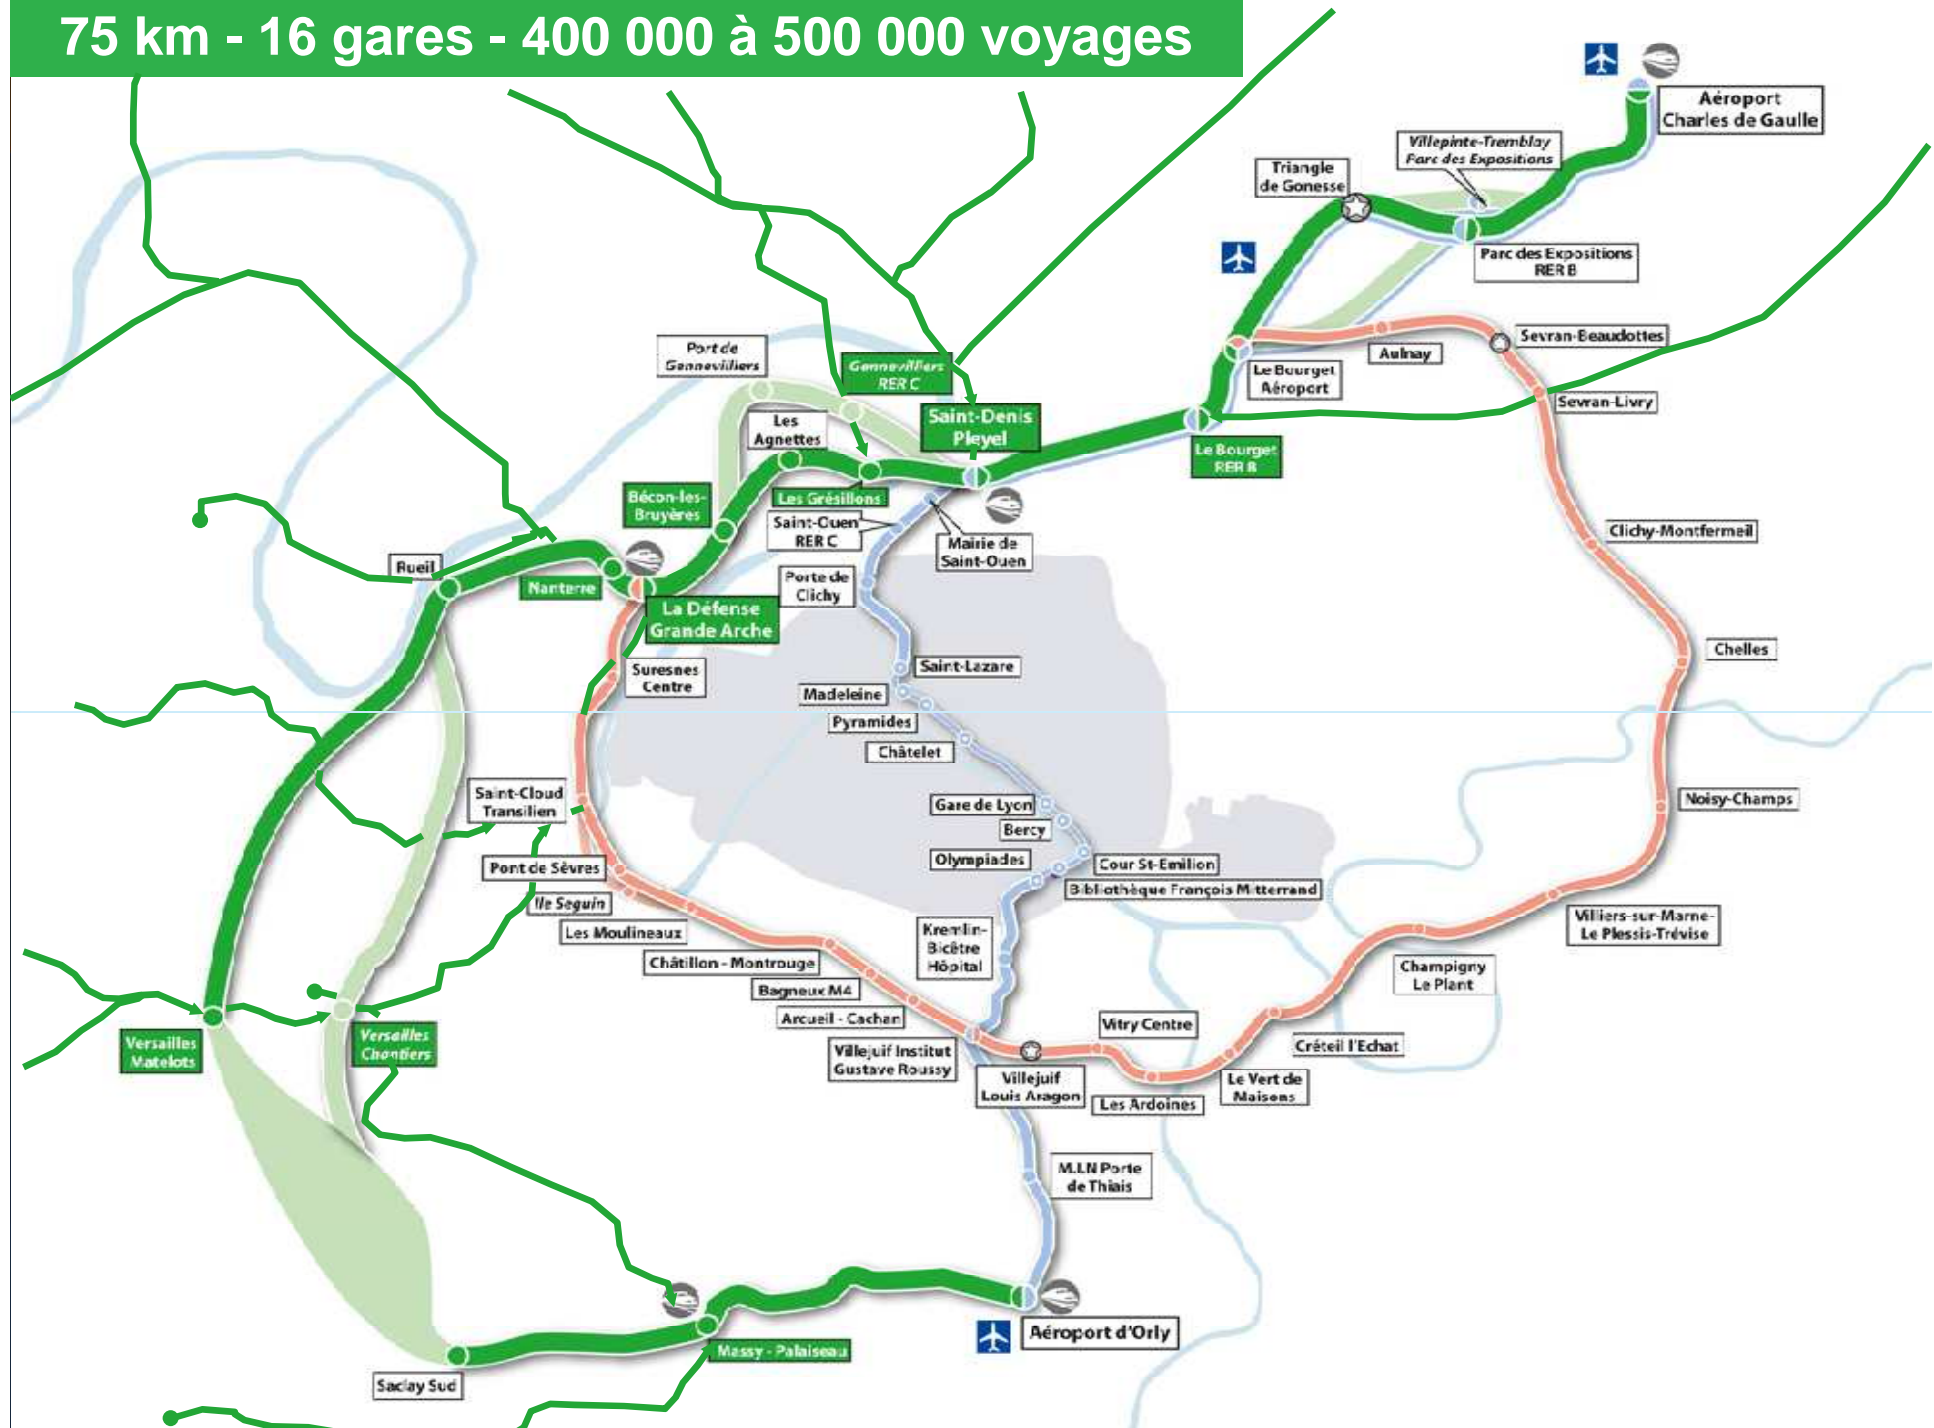 75 km - 16 gares - 400 000 à 500 000 voyages
Aéroport
Charles de Gaulle
Villepinte-Tremblay
Parc des Expositions
Triangle
de Gonesse
Parc des Expositions
RER B
Sevran-Beaudottes
Aulnay
Le Bourget
Aéroport
Sevran-Livry
Port de
Gennevilliers
Gennevilliers
RER C
Saint-Denis
Pleyel
Les
Agnettes
Le Bourget
RER B
Bécon-les-
Bruyères
Les Grésillons
Saint-Ouen
RER C
Mairie de
Saint-Ouen
Clichy-Montfermeil
Rueil
Nanterre
Porte de
Clichy
La Défense
Grande Arche
Suresnes
Centre
Saint-Lazare
Chelles
Madeleine
Pyramides
Châtelet
Saint-Cloud
Transilien
Gare de Lyon
Bercy
Noisy-Champs
Pont de Sèvres
Olympiades
Cour St-Emilion
Bibliothèque François Mitterrand
Ile Seguin
Les Moulineaux
Kremlin-
Bicêtre
Hôpital
Villiers-sur-Marne-
Le Plessis-Trévise
Châtillon - Montrouge
Champigny
Le Plant
Bagneux M4
Arcueil - Cachan
Vitry Centre
Créteil l'Echat
Versailles
Matelots
Versailles
Chantiers
Villejuif Institut
Gustave Roussy
Villejuif
Louis Aragon
Le Vert de
Maisons
Les Ardoines
M.I.N Porte
de Thiais
Aéroport d'Orly
Massy - Palaiseau
Saclay Sud